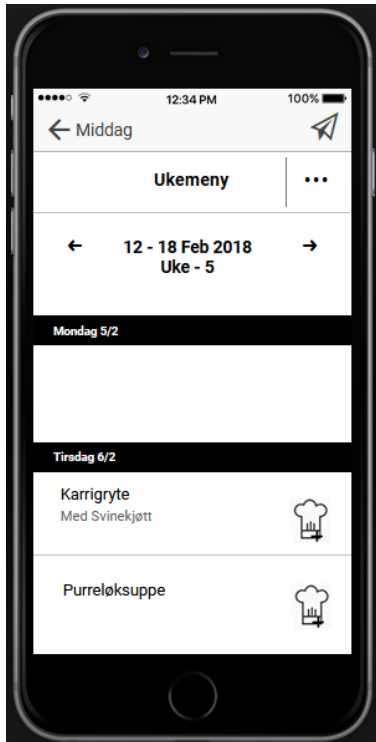 12:34 PM
100%
Middag
Ukemeny
...
12 - 18 Feb 2018
Uke - 5
Mondag 5/2
Tirsdag 6/2
Karrigryte
Med Svinekjøtt
Purreløksuppe